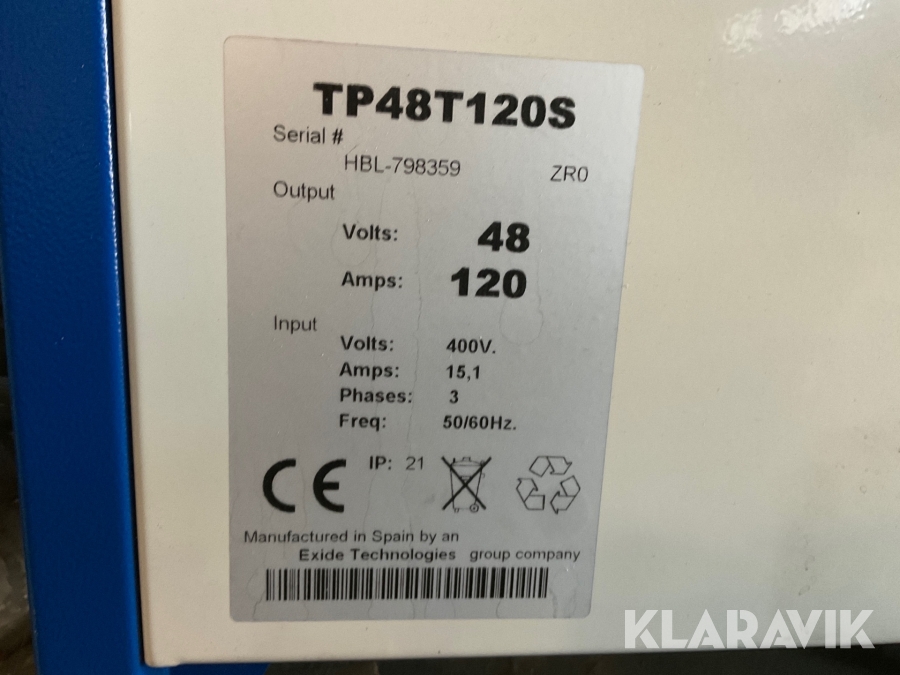 TP48T120S
Serial #
HBL-798359 ZR0
Output
Volts: 48
Amps: 120
Input
Volts: 400V.
Amps: 15,1
Phases: 3
Freq: 50/60Hz.
CE IP: 21
Manufactured in Spain by an
Exide Technologies group company
KLARAVIK